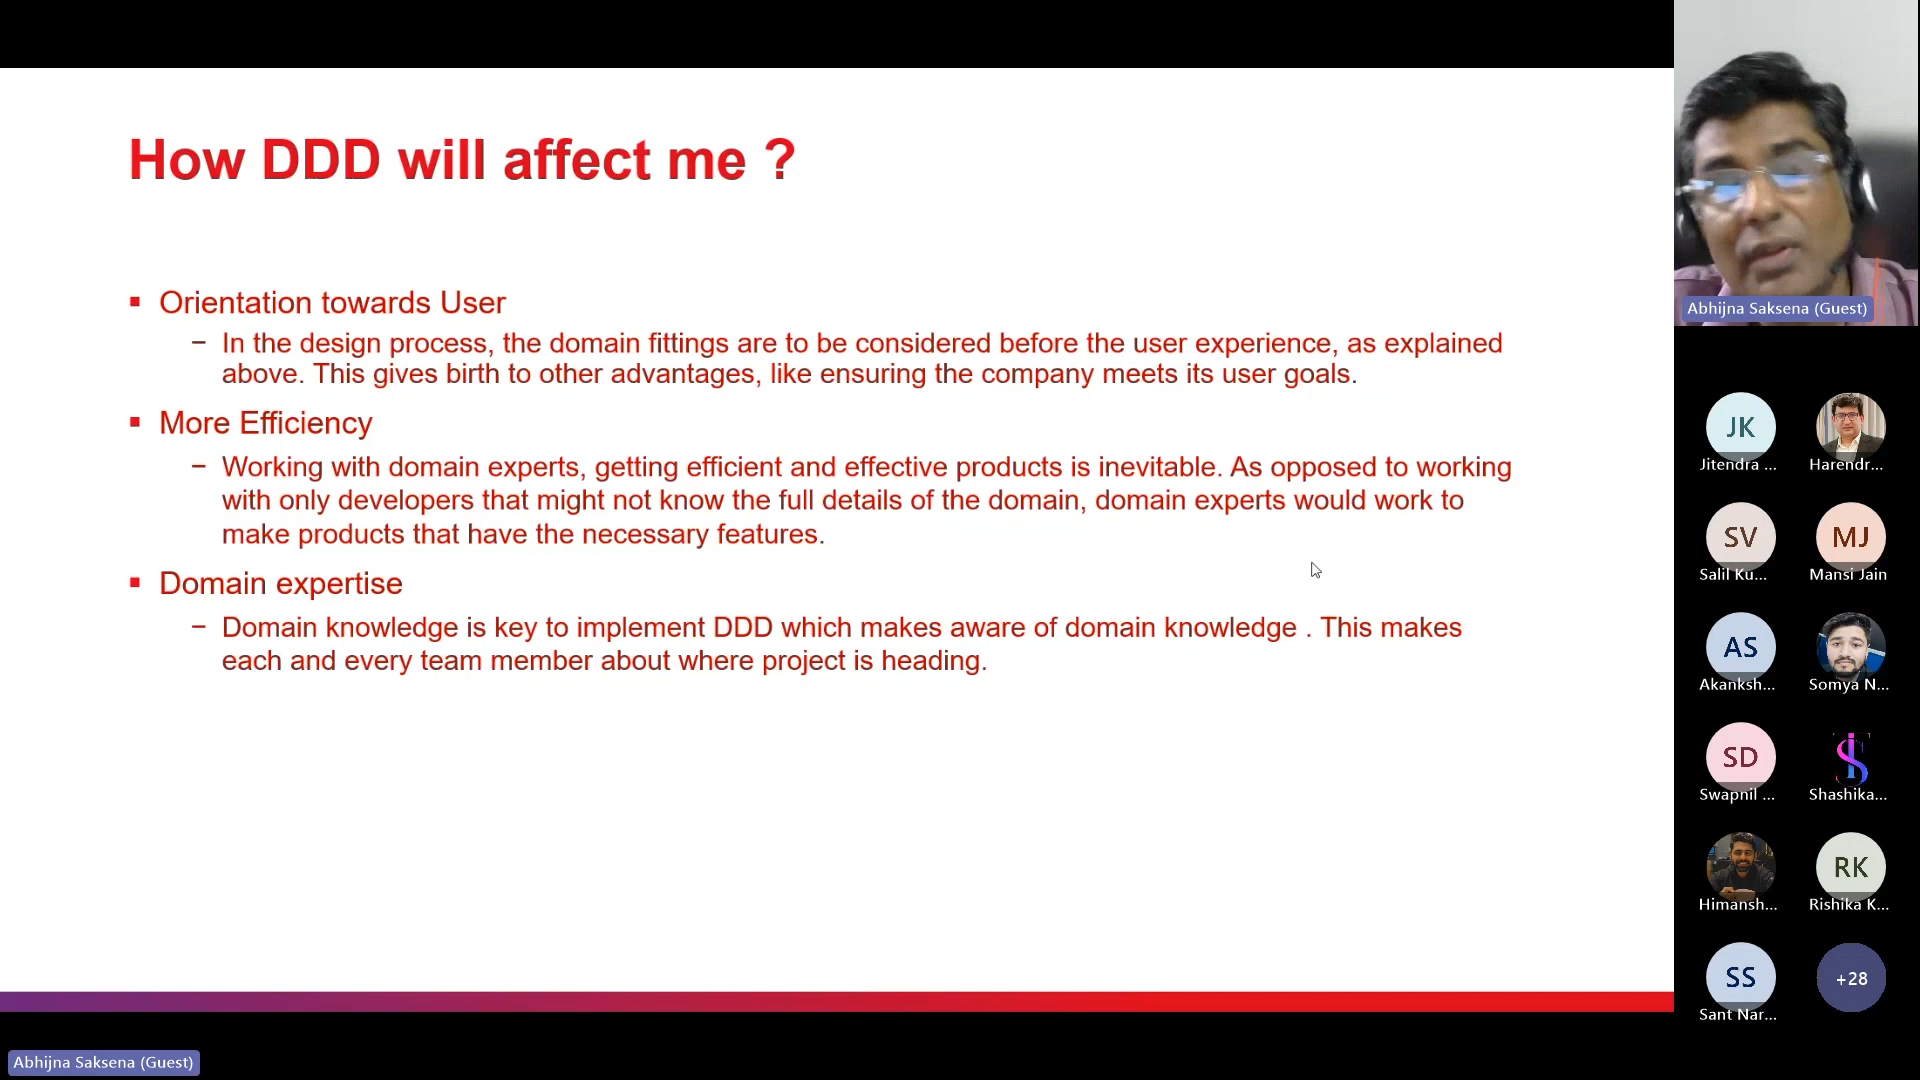 How DDD will affect me ?
▪ Orientation towards User
− In the design process, the domain fittings are to be considered before the user experience, as explained
above. This gives birth to other advantages, like ensuring the company meets its user goals.
▪ More Efficiency
− Working with domain experts, getting efficient and effective products is inevitable. As opposed to working
with only developers that might not know the full details of the domain, domain experts would work to
make products that have the necessary features.
▪ Domain expertise
− Domain knowledge is key to implement DDD which makes aware of domain knowledge . This makes
each and every team member about where project is heading.
Abhijna Saksena (Guest)
Abhijna Saksena (Guest)
JK
Jitendra ...
Harendr...
SV
Salil Ku...
MJ
Mansi Jain
AS
Akanksh...
Somya N...
SD
Swapnil ...
Shashika...
Himansh...
RK
Rishika K...
SS
Sant Nar...
+28